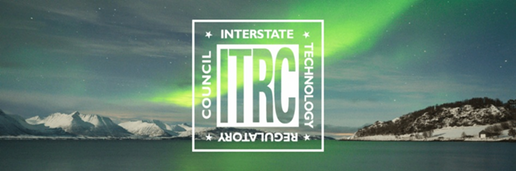 INTERSTATE
TECHNOLOGY
REGULATORY
COUNCIL
ITRC